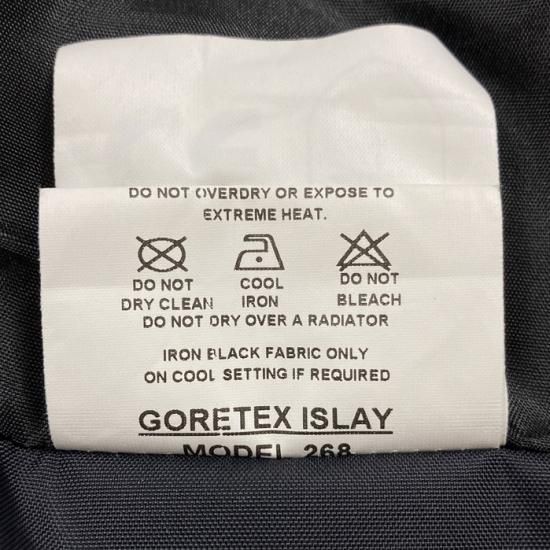 DO NOT OVERDRY OR EXPOSE TO
EXTREME HEAT.
DO NOT DRY CLEAN
COOL IRON
DO NOT BLEACH
DO NOT DRY OVER A RADIATOR
IRON BLACK FABRIC ONLY
ON COOL SETTING IF REQUIRED
GORETEX ISLAY
MODEL 268